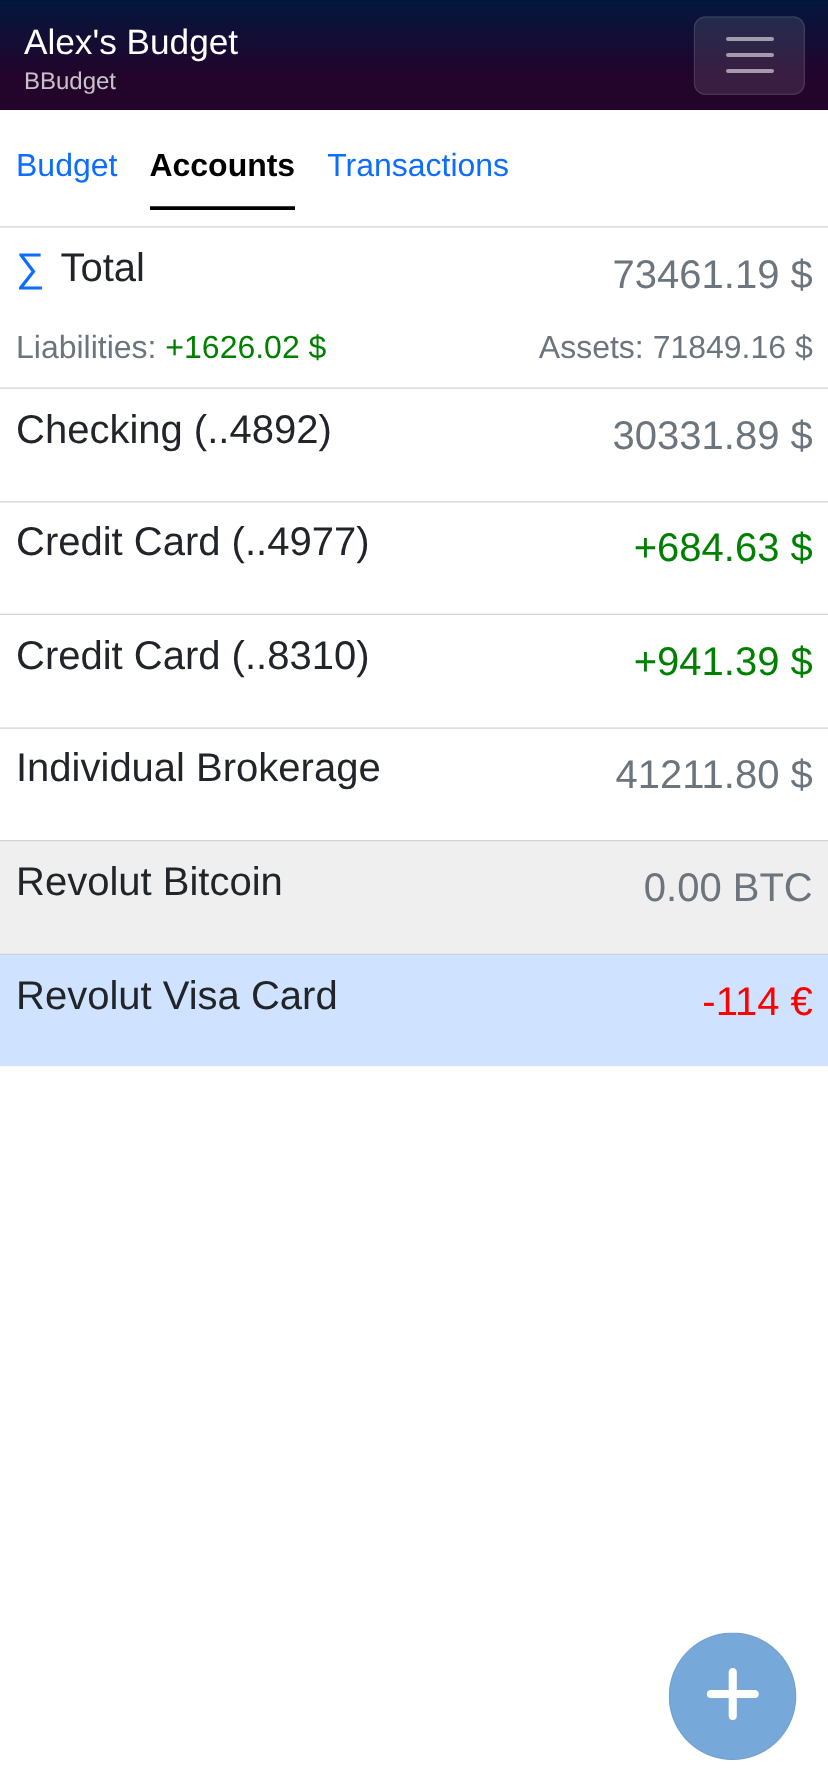 Alex's Budget
BBudget
Budget Accounts Transactions
∑ Total 73461.19 $
Liabilities: +1626.02 $ Assets: 71849.16 $
Checking (..4892) 30331.89 $
Credit Card (..4977) +684.63 $
Credit Card (..8310) +941.39 $
Individual Brokerage 41211.80 $
Revolut Bitcoin 0.00 BTC
Revolut Visa Card -114 €